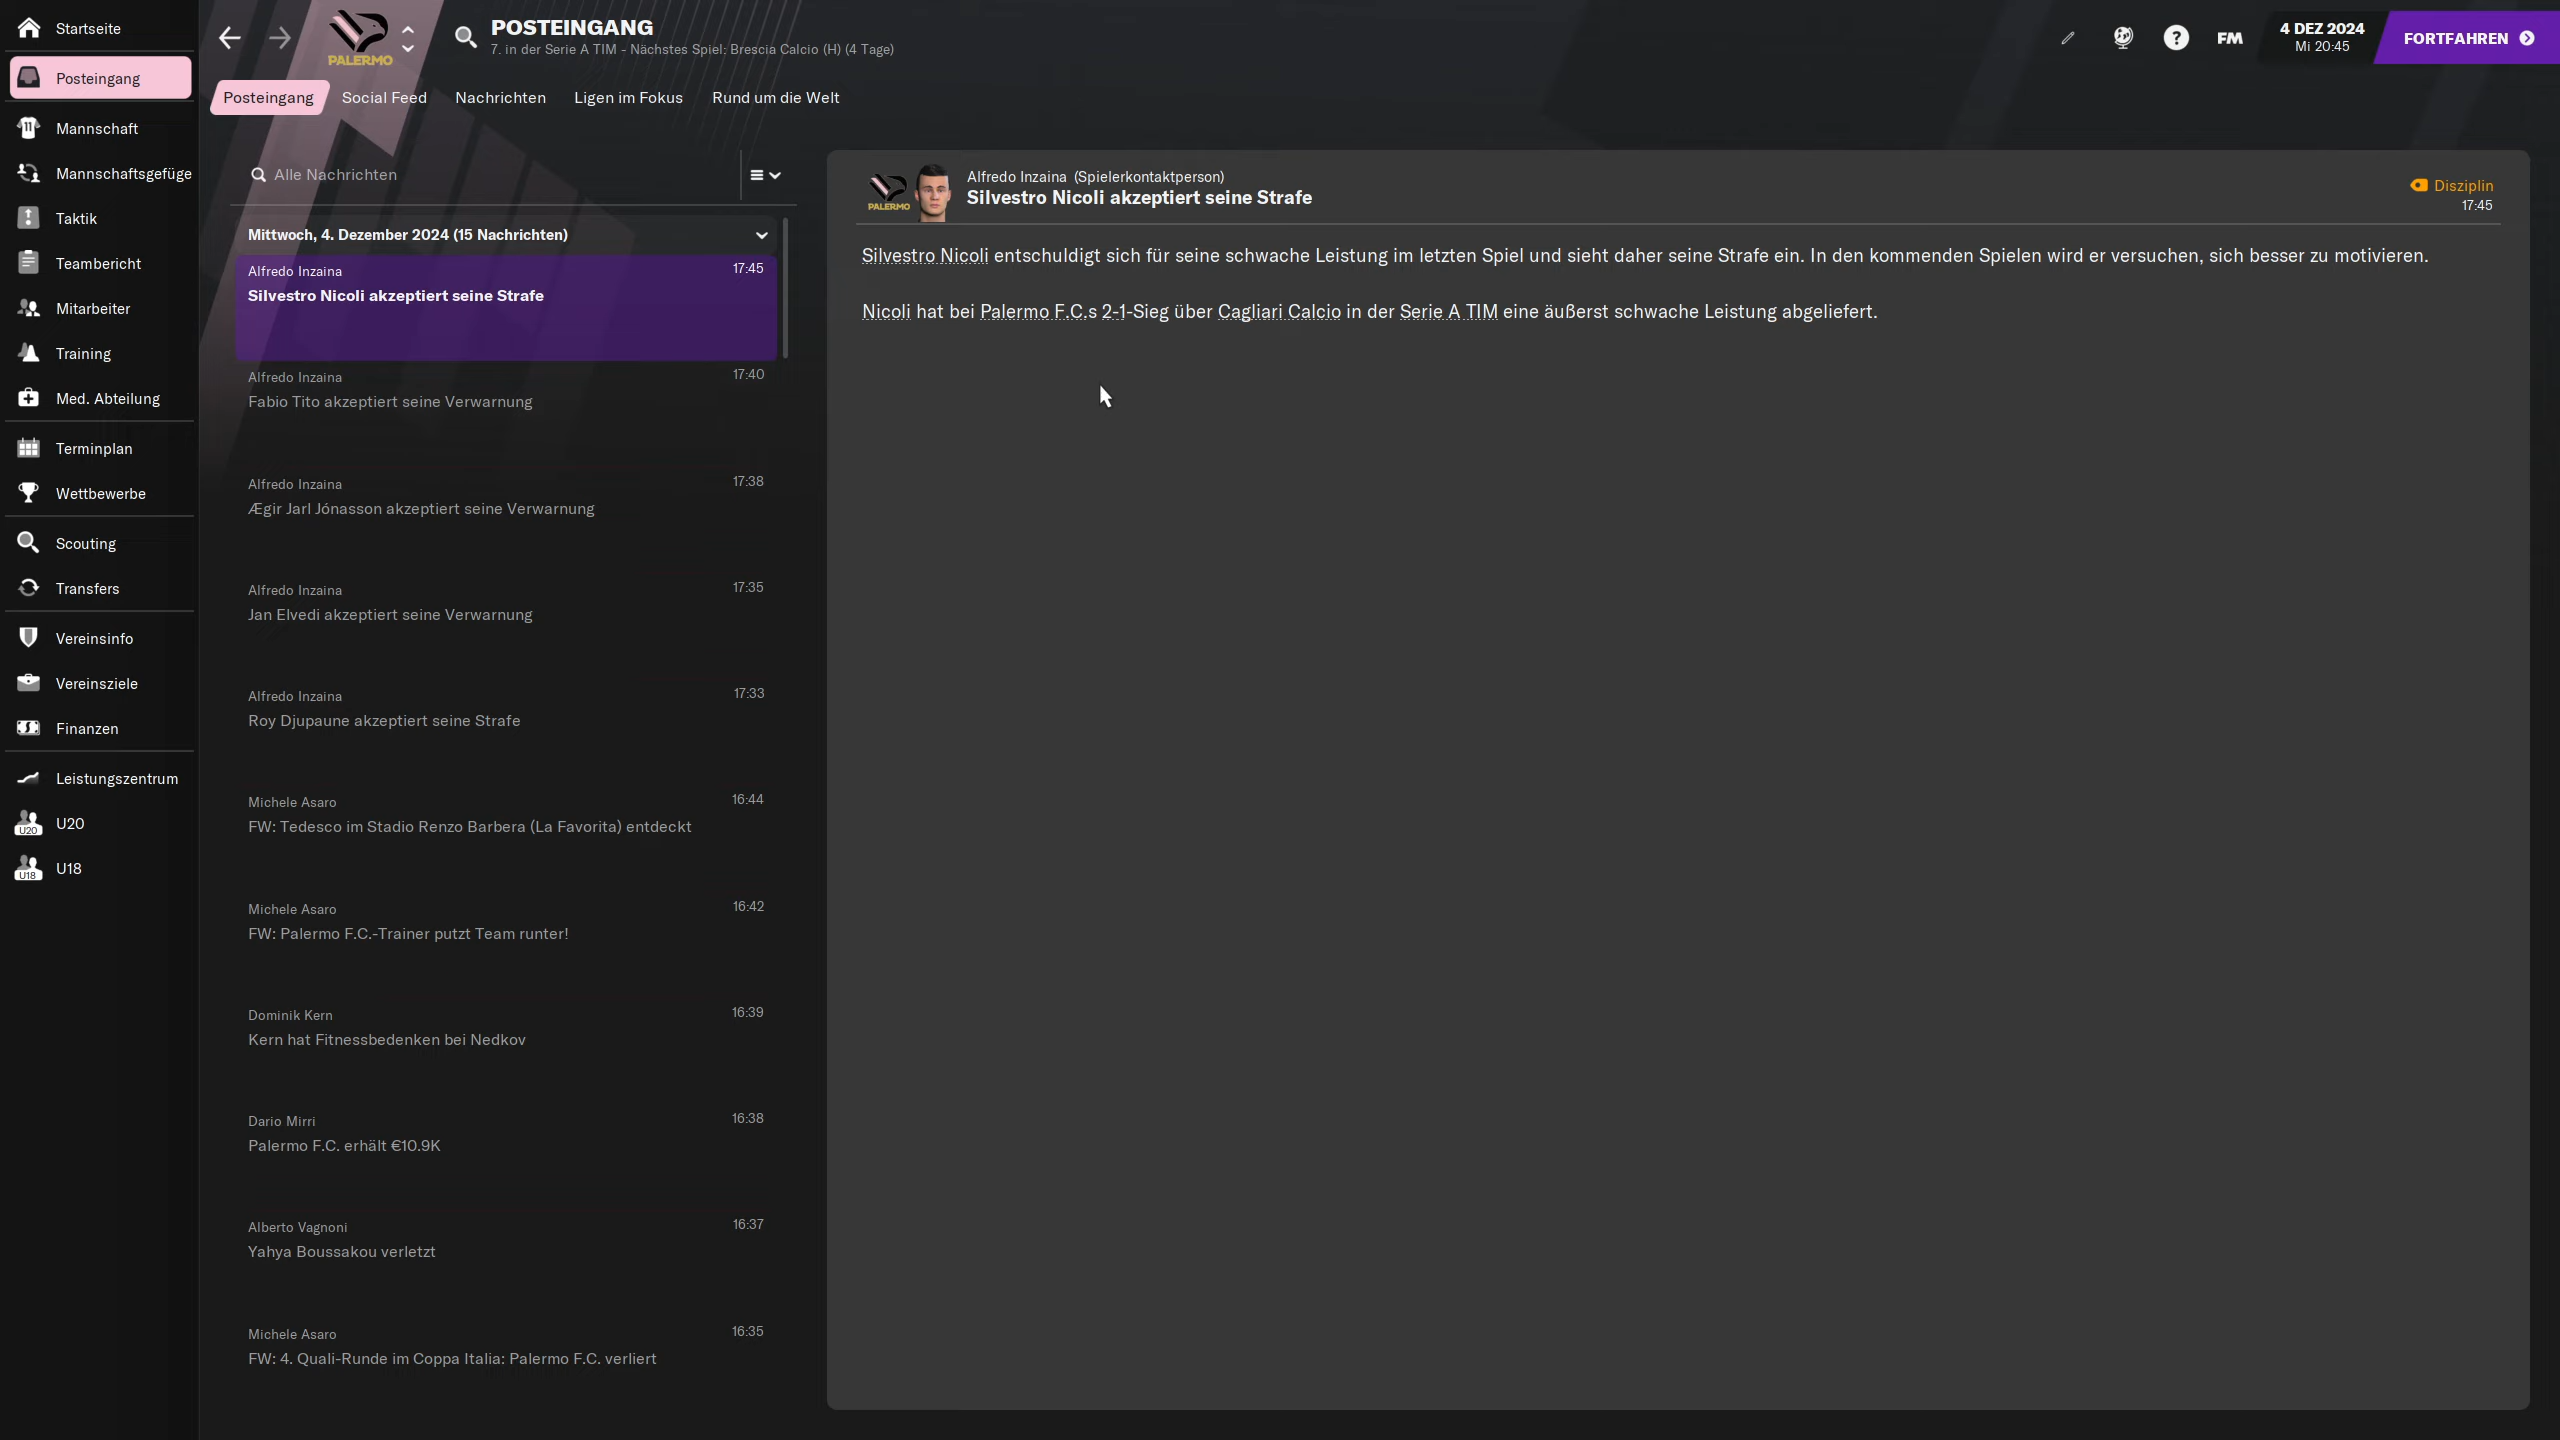 Startseite
Posteingang
Mannschaft
Mannschaftsgefüge
Taktik
Teambericht
Mitarbeiter
Training
Med. Abteilung
Terminplan
Wettbewerbe
Scouting
Transfers
Vereinsinfo
Vereinsziele
Finanzen
Leistungszentrum
U20
U20
U18
U18
PALERMO
POSTEINGANG
7. in der Serie A TIM - Nächstes Spiel: Brescia Calcio (H) (4 Tage)
FM
4 DEZ 2024
Mi 20:45
FORTFAHREN
Posteingang Social Feed Nachrichten Ligen im Fokus Rund um die Welt
Alle Nachrichten
Mittwoch, 4. Dezember 2024 (15 Nachrichten)
Alfredo Inzaina 17:45
Silvestro Nicoli akzeptiert seine Strafe
Alfredo Inzaina 17:40
Fabio Tito akzeptiert seine Verwarnung
Alfredo Inzaina 17:38
Ægir Jarl Jónasson akzeptiert seine Verwarnung
Alfredo Inzaina 17:35
Jan Elvedi akzeptiert seine Verwarnung
Alfredo Inzaina 17:33
Roy Djupaune akzeptiert seine Strafe
Michele Asaro 16:44
FW: Tedesco im Stadio Renzo Barbera (La Favorita) entdeckt
Michele Asaro 16:42
FW: Palermo F.C.-Trainer putzt Team runter!
Dominik Kern 16:39
Kern hat Fitnessbedenken bei Nedkov
Dario Mirri 16:38
Palermo F.C. erhält €10.9K
Alberto Vagnoni 16:37
Yahya Boussakou verletzt
Michele Asaro 16:35
FW: 4. Quali-Runde im Coppa Italia: Palermo F.C. verliert
PALERMO
Alfredo Inzaina (Spielerkontaktperson)
Silvestro Nicoli akzeptiert seine Strafe
Disziplin
17:45
Silvestro Nicoli entschuldigt sich für seine schwache Leistung im letzten Spiel und sieht daher seine Strafe ein. In den kommenden Spielen wird er versuchen, sich besser zu motivieren.
Nicoli hat bei Palermo F.C.s 2-1-Sieg über Cagliari Calcio in der Serie A TIM eine äußerst schwache Leistung abgeliefert.